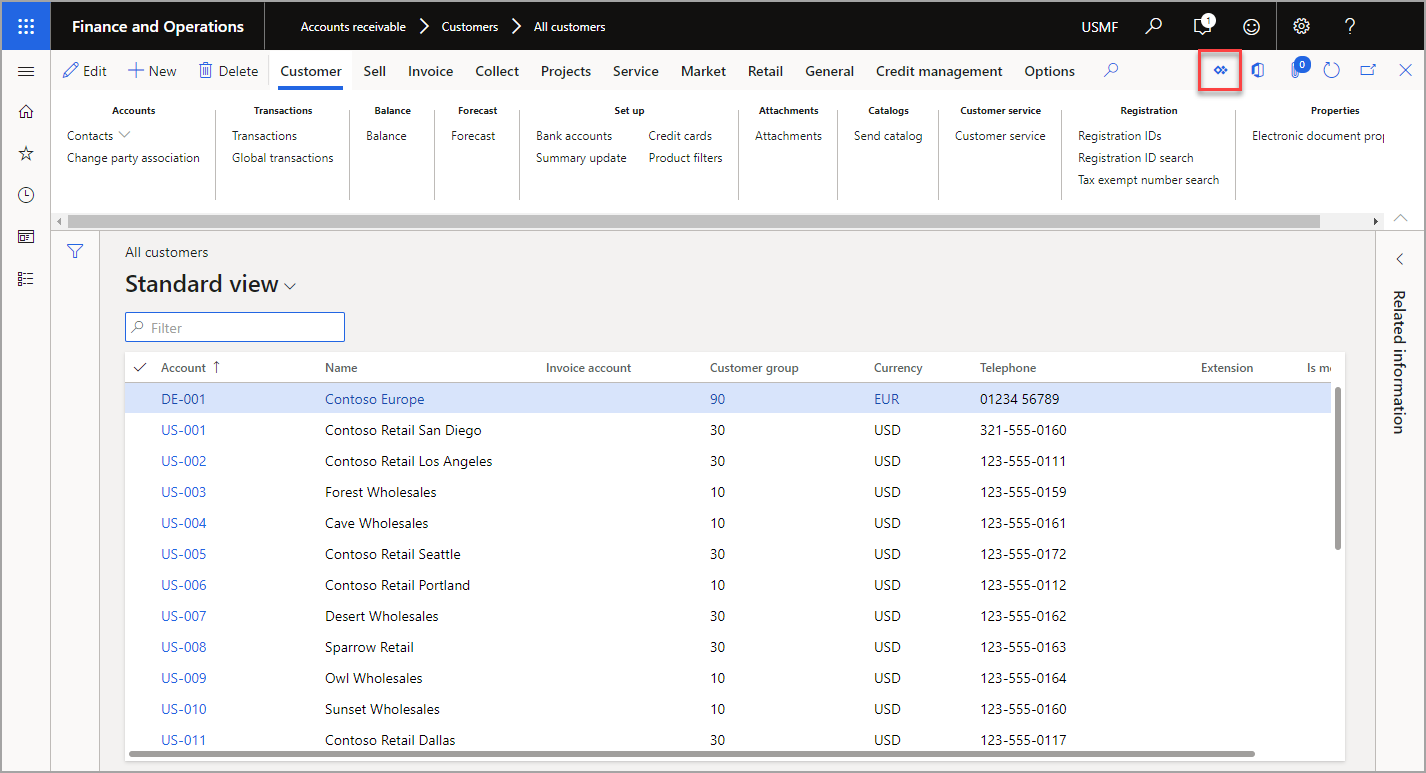 Finance and Operations Accounts receivable Customers All customers USMF 1
Edit New Delete Customer Sell Invoice Collect Projects Service Market Retail General Credit management Options 0
Accounts Transactions Balance Forecast Set up Attachments Catalogs Customer service Registration Properties
Contacts Transactions Balance Forecast Bank accounts Credit cards Attachments Send catalog Customer service Registration IDs Electronic document prop
Change party association Global transactions Summary update Product filters Registration ID search
Tax exempt number search
All customers
Standard view
Filter
Related information
Account Name Invoice account Customer group Currency Telephone Extension Is me
DE-001 Contoso Europe 90 EUR 01234 56789
US-001 Contoso Retail San Diego 30 USD 321-555-0160
US-002 Contoso Retail Los Angeles 30 USD 123-555-0111
US-003 Forest Wholesales 10 USD 123-555-0159
US-004 Cave Wholesales 10 USD 123-555-0161
US-005 Contoso Retail Seattle 30 USD 123-555-0172
US-006 Contoso Retail Portland 10 USD 123-555-0112
US-007 Desert Wholesales 30 USD 123-555-0162
US-008 Sparrow Retail 30 USD 123-555-0163
US-009 Owl Wholesales 10 USD 123-555-0164
US-010 Sunset Wholesales 10 USD 123-555-0160
US-011 Contoso Retail Dallas 30 USD 123-555-0117